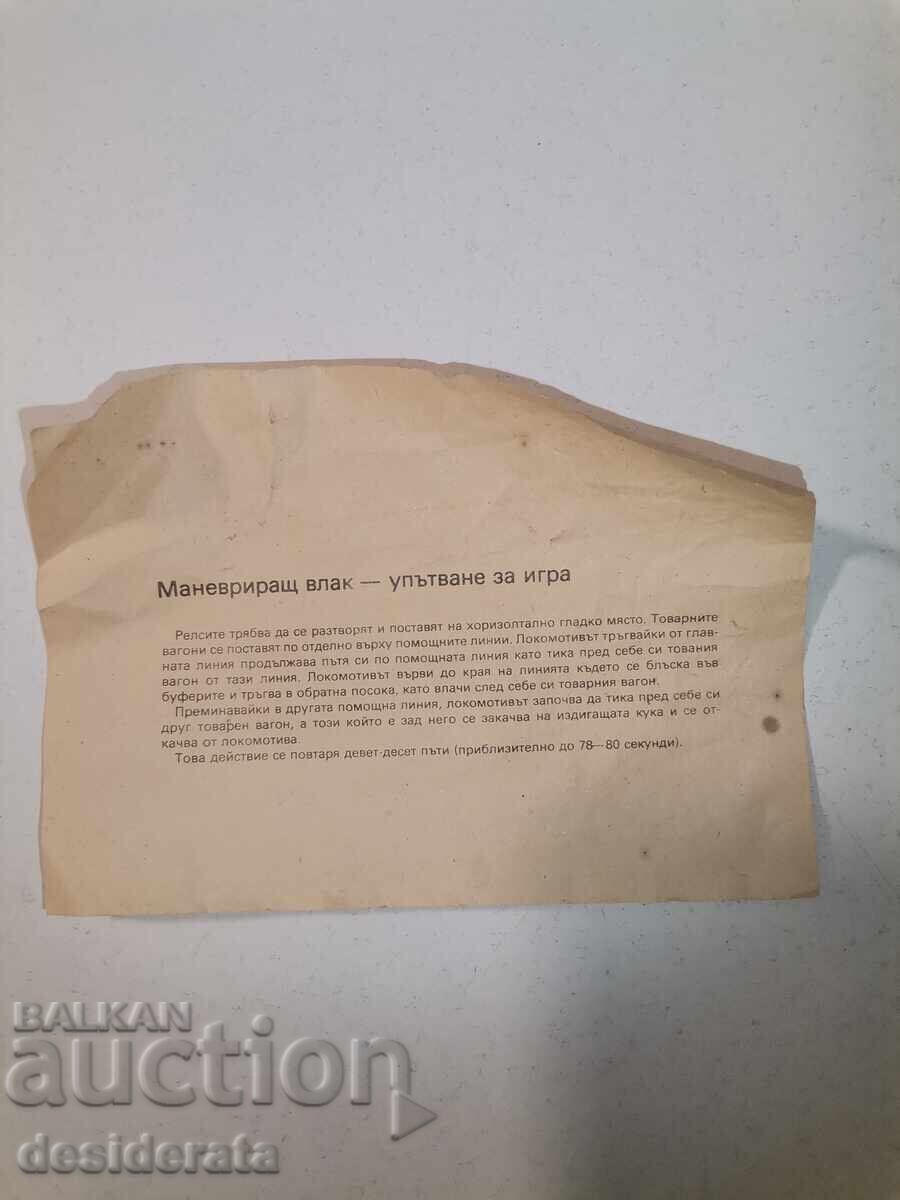 Маневриращ влак — упътване за игра
Релсите трябва да се разтворят и поставят на хоризолтално гладко място. Товарните
вагони се поставят по отделно върху помощните линии. Локомотивът тръгвайки от глав-
ната линия продължава пътя си по помощната линия като тика пред себе си тования
вагон от тази линия. Локомотивът върви до края на линията където се блъска във
буферите и тръгва в обратна посока, като влачи след себе си товарния вагон.
Преминавайки в другата помощна линия, локомотивът започва да тика пред себе си
друг товарен вагон, а този който е зад него се закачва на издигащата кука и се от-
качва от локомотива.
Това действие се повтаря девет-десет пъти (приблизително до 78—80 секунди).
BALKAN
auction
desiderata